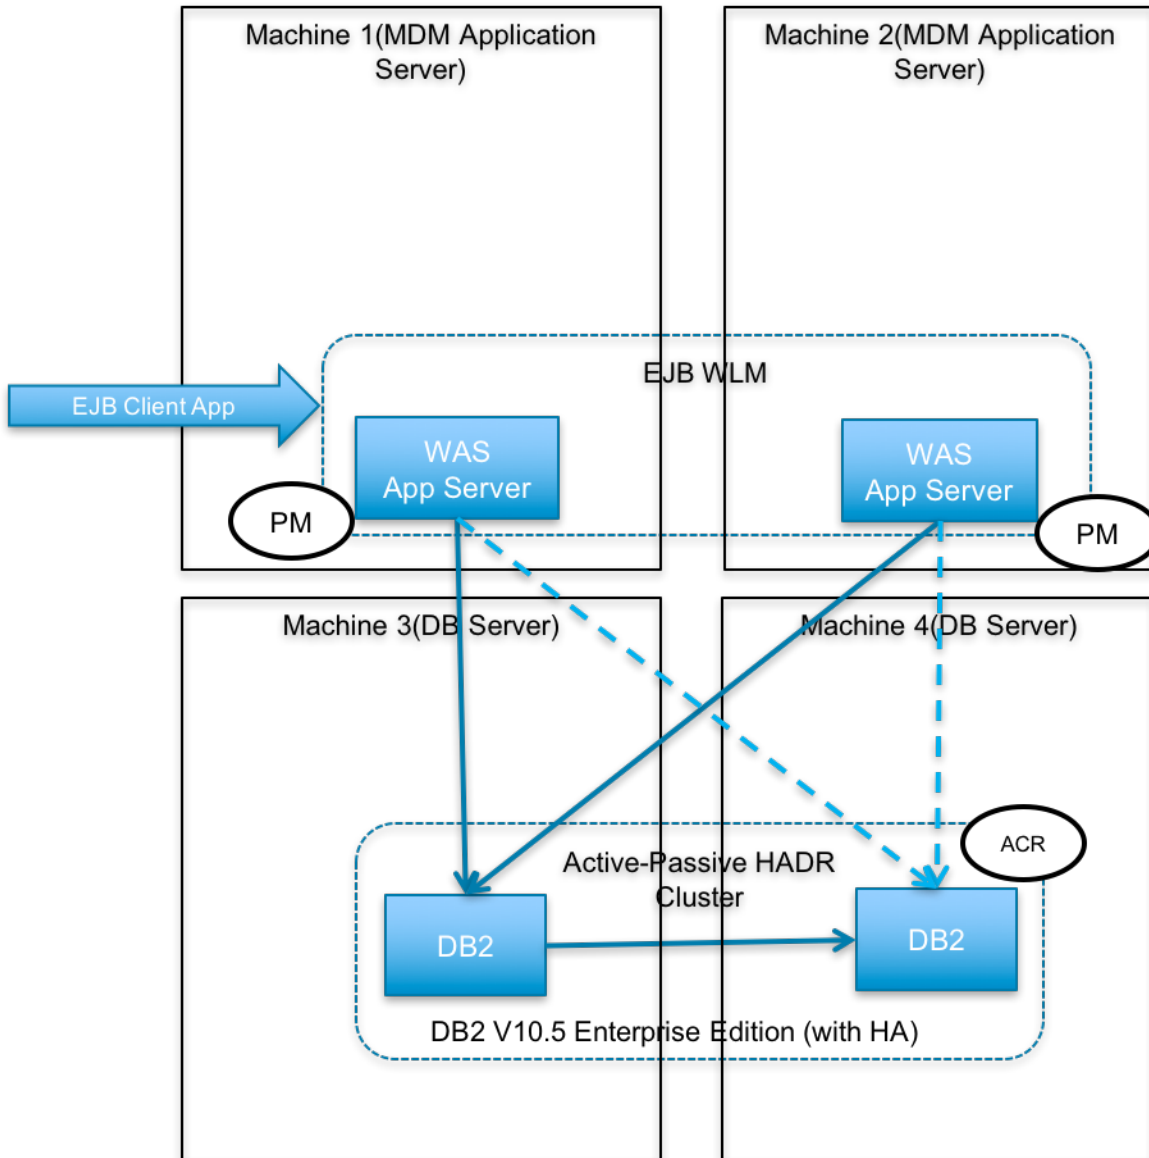 Machine 1(MDM Application
Server)
Machine 2(MDM Application
Server)
EJB WLM
EJB Client App
WAS
App Server
WAS
App Server
PM
PM
Machine 3(DB Server)
Machine 4(DB Server)
ACR
Active-Passive HADR
Cluster
DB2
DB2
DB2 V10.5 Enterprise Edition (with HA)